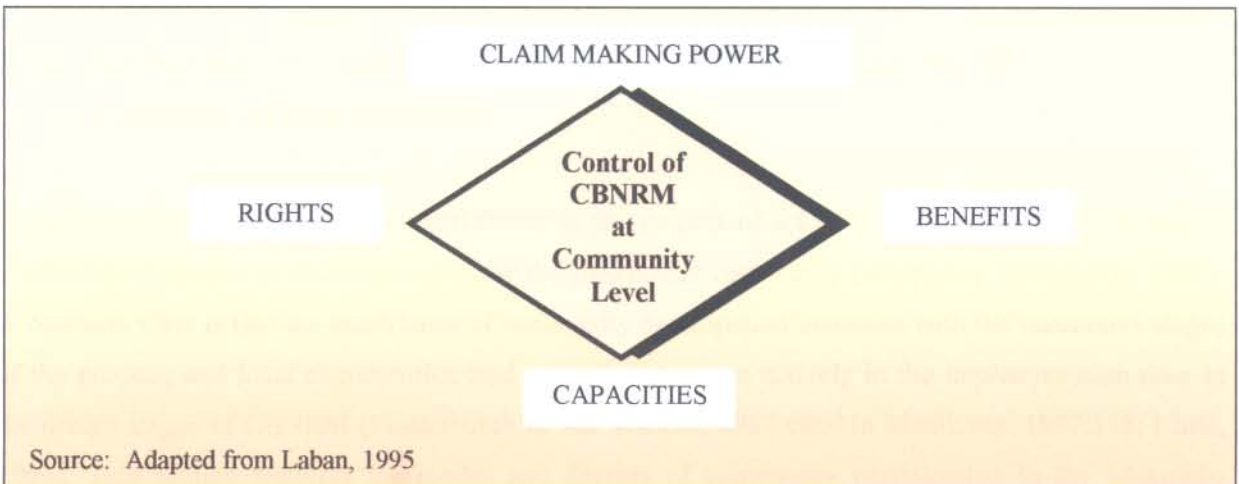 CLAIM MAKING POWER
Control of
CBNRM
RIGHTS
at
BENEFITS
Community
Level
CAPACITIES
Source: Adapted from Laban, 1995